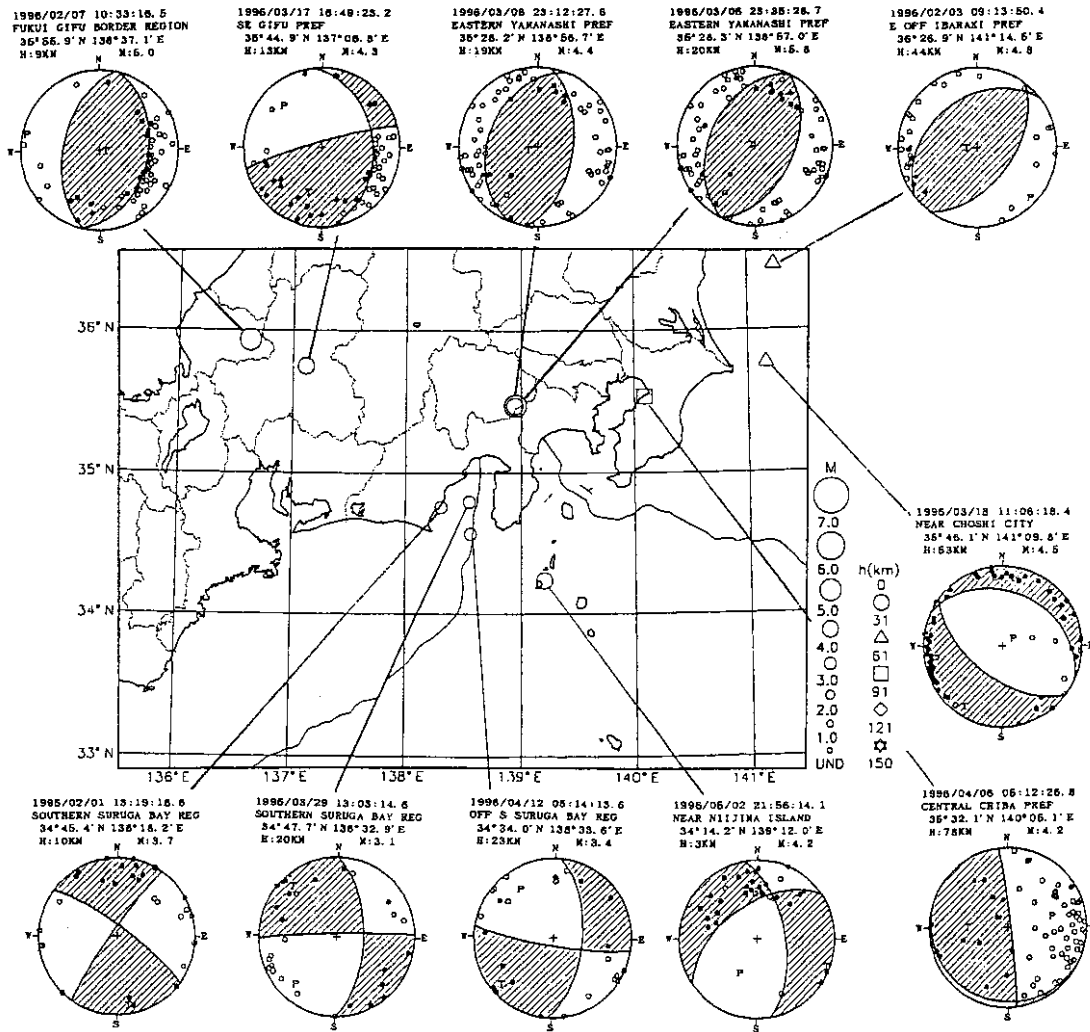 1996/02/07 10:33:16.5
FUKUI GIFU BORDER REGION
35°55.9'N 136°37.1'E
H:9KM M:5.0
N
P
T
W
E
S
1996/03/17 16:49:23.2
SE GIFU PREF
35°44.9'N 137°06.8'E
H:13KM M:4.3
N
P
T
W
E
S
1996/03/08 23:12:27.6
EASTERN YAMANASHI PREF
35°28.2'N 138°56.7'E
H:19KM M:4.4
N
W
E
S
1996/03/06 23:35:28.7
EASTERN YAMANASHI PREF
35°28.3'N 138°57.0'E
H:20KM M:5.8
N
W
E
S
1996/02/03 09:13:50.4
E OFF IBARAKI PREF
36°26.9'N 141°14.5'E
H:44KM M:4.8
N
T
P
W
E
S
36°N
35°N
34°N
33°N
136°E
137°E
138°E
139°E
140°E
141°E
M
7.0
6.0
5.0
4.0
3.0
2.0
1.0
UND
h(km)
0
31
61
91
121
150
1996/03/18 11:06:18.4
NEAR CHOSHI CITY
35°46.1'N 141°09.8'E
H:53KM M:4.5
N
P
T
W
E
S
1996/02/01 13:19:18.6
SOUTHERN SURUGA BAY REG
34°45.4'N 138°18.2'E
H:10KM M:3.7
N
T
W
E
S
1996/03/29 13:03:14.6
SOUTHERN SURUGA BAY REG
34°47.7'N 138°32.9'E
H:20KM M:3.1
N
T
P
W
E
S
1996/04/12 05:14:13.6
OFF S SURUGA BAY REG
34°34.0'N 138°33.6'E
H:23KM M:3.4
N
P
T
W
E
S
1996/05/02 21:56:14.1
NEAR NIIJIMA ISLAND
34°14.2'N 139°12.0'E
H:3KM M:4.2
N
P
T
W
E
S
1996/04/06 05:12:26.8
CENTRAL CHIBA PREF
35°32.1'N 140°05.1'E
H:78KM M:4.2
N
P
T
W
E
S